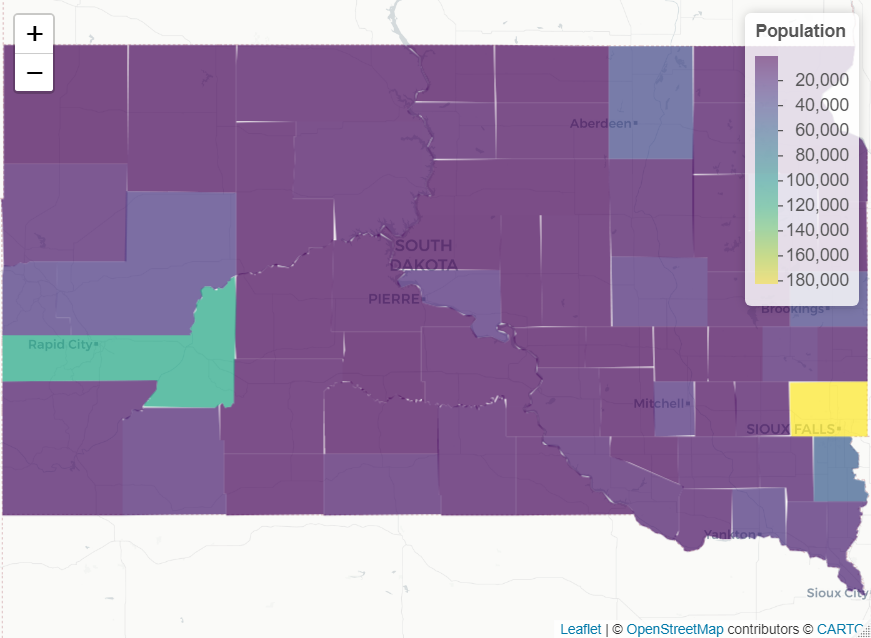 +
−
Population
20,000
40,000
60,000
80,000
100,000
120,000
140,000
160,000
180,000
Aberdeen
SOUTH
DAKOTA
PIERRE
Brookings
Rapid City
Mitchell
SIOUX FALLS
Yankton
Sioux City
Leaflet | © OpenStreetMap contributors © CARTO